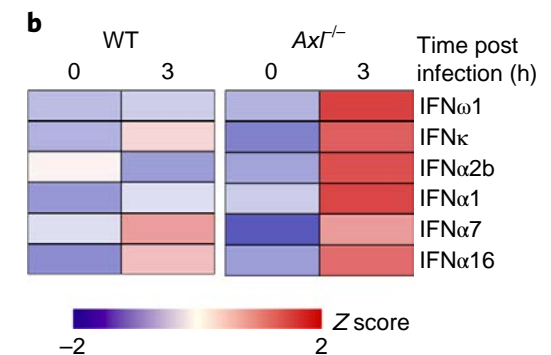 b
WT Axl–/– Time post
0 3 0 3 infection (h)
IFNω1
IFNκ
IFNα2b
IFNα1
IFNα7
IFNα16
Z score
–2 2